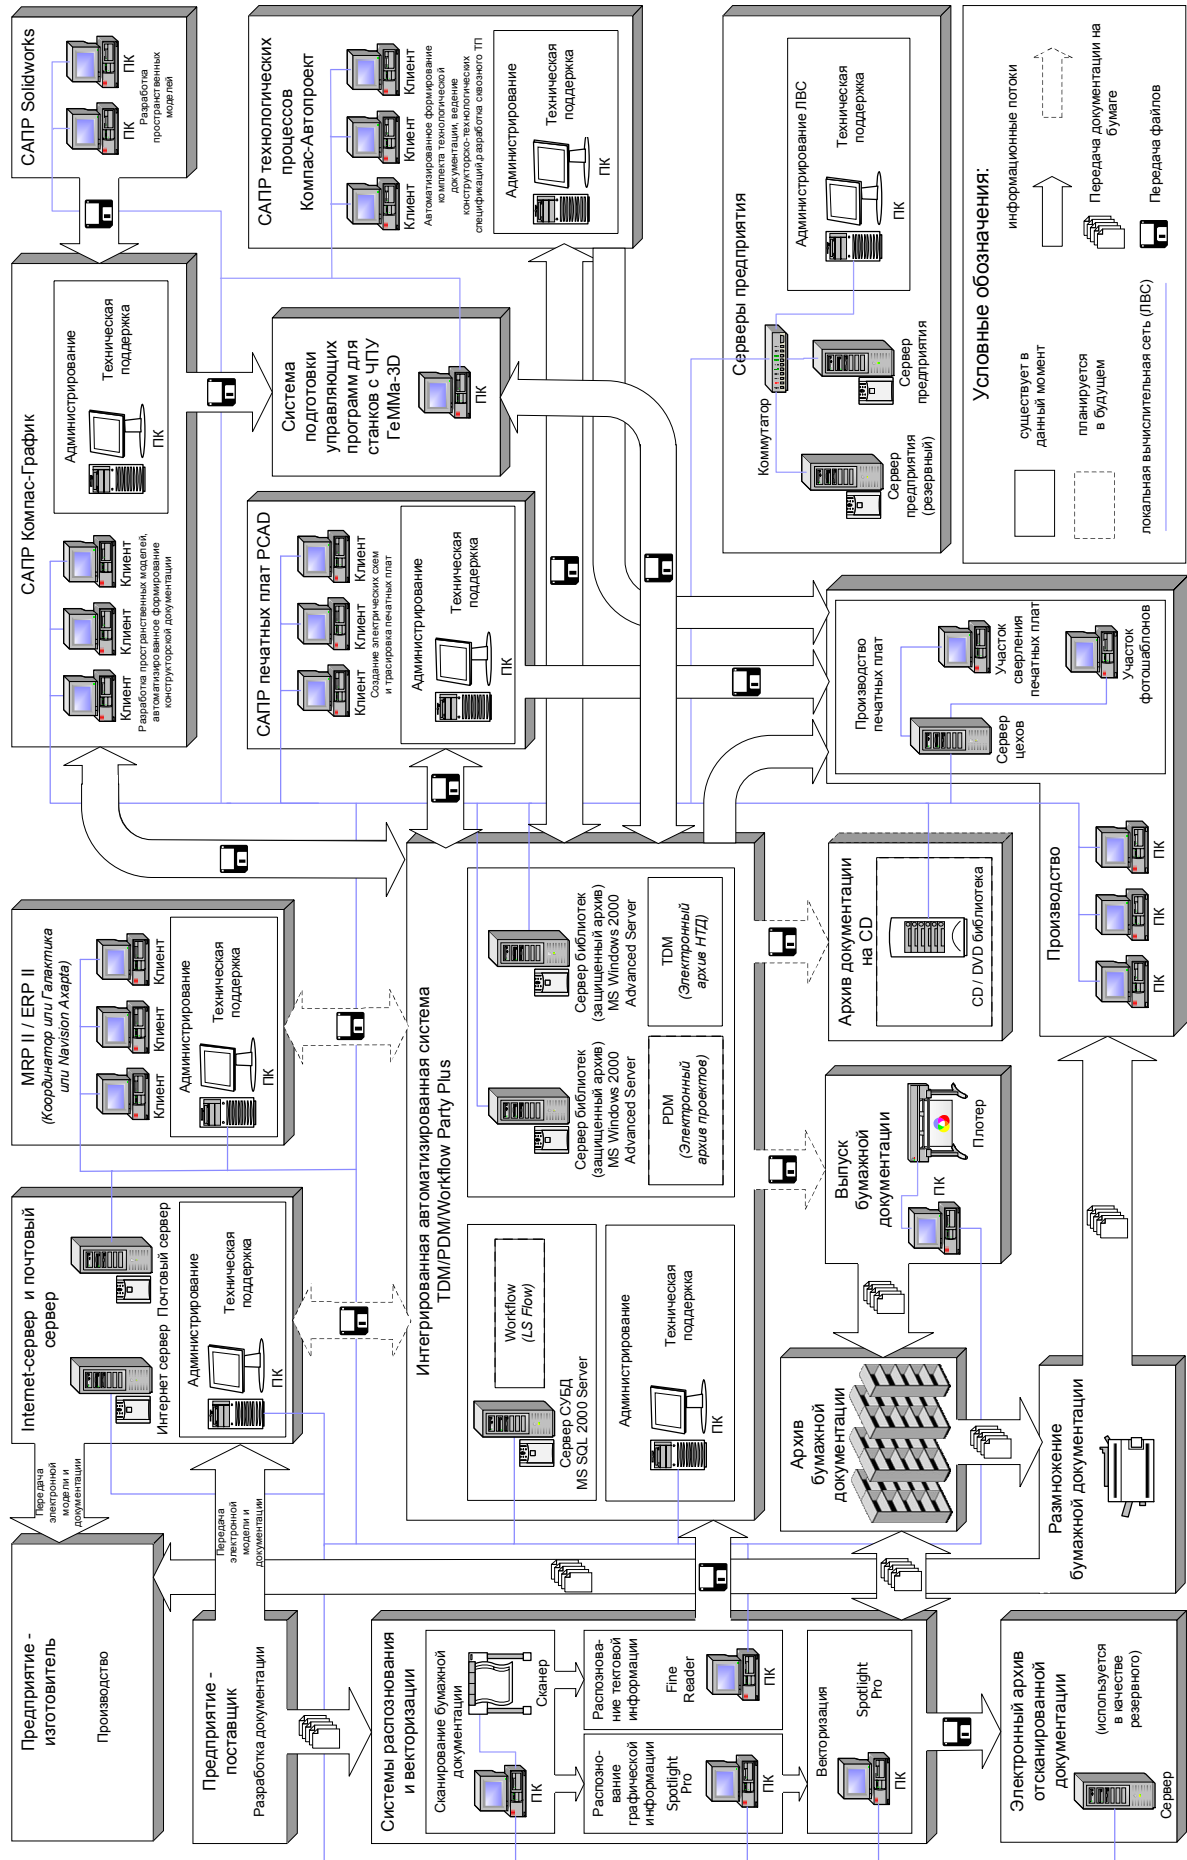 Предприятие -
изготовитель
Производство
Предприятие -
поставщик
Разработка документации
Передача
электронной
модели и
документации
Передача
электронной
модели и
документации
Internet-сервер и почтовый
сервер
Интернет сервер
Почтовый сервер
Администрирование
Техническая
поддержка
ПК
MRP II / ERP II
(Координатор или Галактика
или Navision Axapta)
Клиент
Клиент
Клиент
Администрирование
Техническая
поддержка
ПК
САПР Компас-График
Клиент
Клиент
Клиент
Разработка пространственных моделей,
автоматизированное формирование
конструкторской документации
Администрирование
Техническая
поддержка
ПК
САПР Solidworks
ПК
ПК
Разработка
пространственных
моделей
САПР технологических
процессов
Компас-Автопроект
Клиент
Клиент
Клиент
Автоматизированное формирование
комплекта технологической
документации, ведение
конструкторско-технологических
спецификаций,разработка сквозного ТП
Администрирование
Техническая
поддержка
ПК
Система
подготовки
управляющих
программ для
станков с ЧПУ
ГеММа-3D
ПК
САПР печатных плат PCAD
Клиент
Клиент
Клиент
Создание электрических схем
и трасировка печатных плат
Администрирование
Техническая
поддержка
ПК
Системы распознования
и векторизации
Сканирование бумажной
документации
Сканер
ПК
Распознова-
ние тектовой
информации
Fine
Reader
ПК
Распозно-
вание
графической
информации
Spotlight
Pro
ПК
Векторизация
Spotlight
Pro
ПК
Интегрированная автоматизированная система
TDM/PDM/Workflow Party Plus
Workflow
(LS Flow)
Сервер СУБД
MS SQL 2000 Server
Администрирование
Техническая
поддержка
ПК
Сервер библиотек
(защищенный архив)
MS Windows 2000
Advanced Server
Сервер библиотек
(защищенный архив)
MS Windows 2000
Advanced Server
PDM
(Электронный
архив проектов)
TDM
(Электронный
архив НТД)
Серверы предприятия
Коммутатор
Сервер
предприятия
(резервный)
Сервер
предприятия
Администрирование ЛВС
Техническая
поддержка
ПК
Архив
бумажной
документации
Выпуск
бумажной
документации
ПК
Плотер
Архив документации
на CD
CD / DVD библиотека
Производство
печатных плат
Сервер
цехов
Участок
сверления
печатных плат
Участок
фотошаблонов
Производство
ПК
ПК
ПК
Электронный архив
отсканированной
документации
(используется
в качестве
резервного)
Сервер
Размножение
бумажной документации
Условные обозначения:
существует в
данный момент
планируется
в будущем
локальная вычислительная сеть (ЛВС)
информационные потоки
Передача документации на
бумаге
Передача файлов